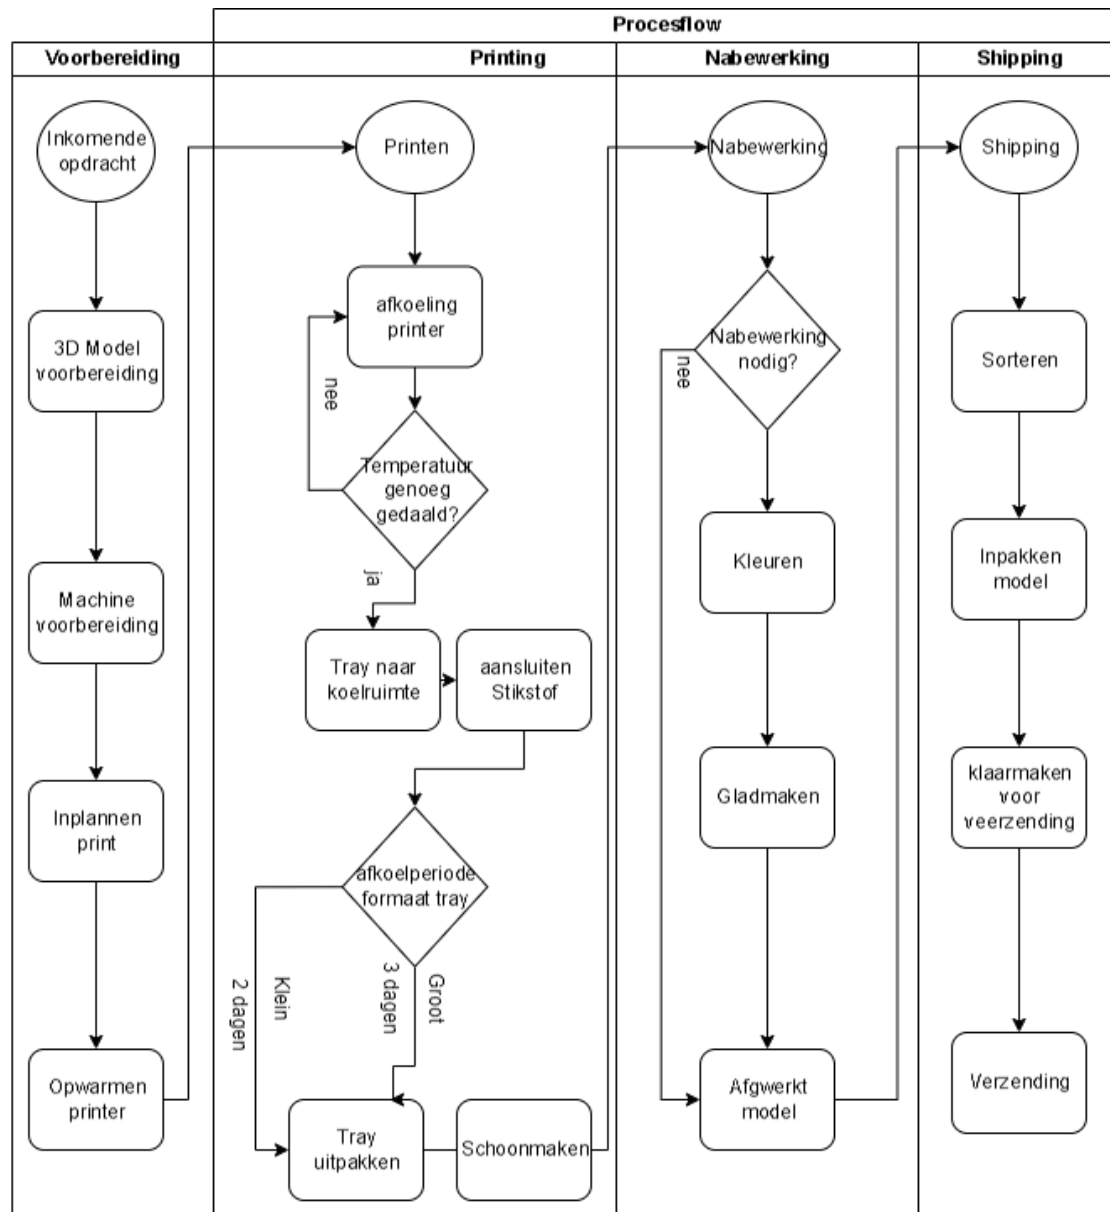 Procesflow
Voorbereiding
Printing
Nabewerking
Shipping
Inkomende
opdracht
3D Model
voorbereiding
Machine
voorbereiding
Inplannen
print
Opwarmen
printer
Printen
afkoeling
printer
nee
Temperatuur
genoeg
gedaald?
ja
Tray naar
koelruimte
aansluiten
Stikstof
afkoelperiode
formaat tray
Klein
2 dagen
Groot
3 dagen
Tray
uitpakken
Schoonmaken
Nabewerking
Nabewerking
nodig?
nee
Kleuren
Gladmaken
Afgwerkt
model
Shipping
Sorteren
Inpakken
model
klaarmaken
voor
veerzending
Verzending